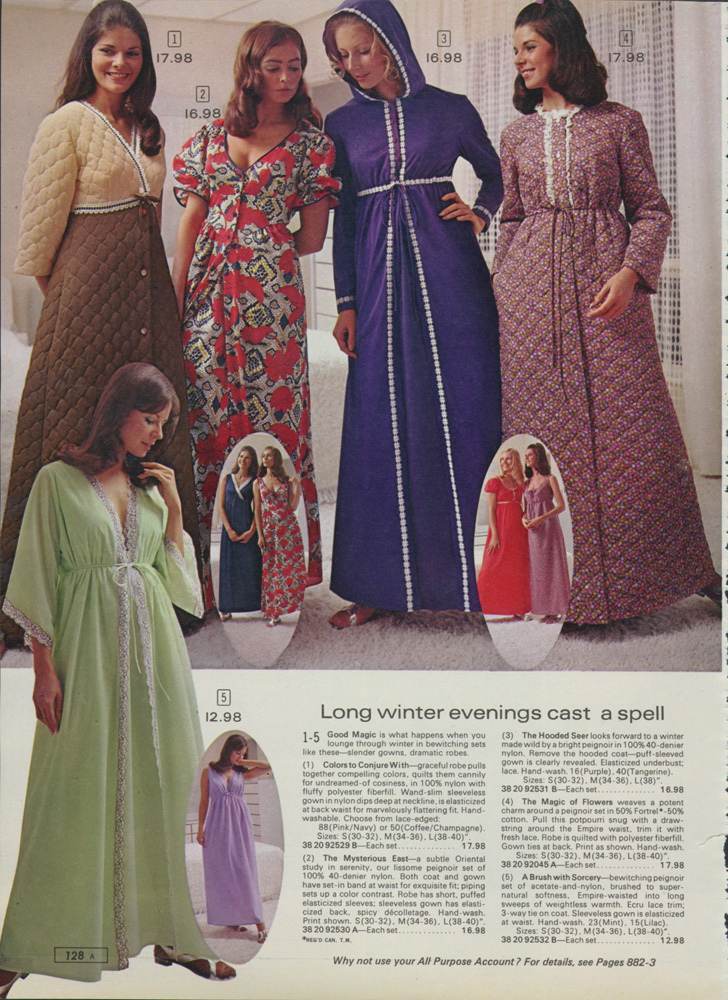 1
17.98
2
16.98
3
16.98
4
17.98
5
12.98
Long winter evenings cast a spell
1-5 Good Magic is what happens when you
lounge through winter in bewitching sets
like these—slender gowns, dramatic robes.
(1) Colors to Conjure With—graceful robe pulls
together compelling colors, quilts them cannily
for undreamed-of cosiness, in 100% nylon with
fluffy polyester fiberfill. Wand-slim sleeveless
gown in nylon dips deep at neckline, is elasticized
at back waist for marvelously flattering fit. Hand-
washable. Choose from lace-edged:
88(Pink/Navy) or 50(Coffee/Champagne).
Sizes: S(30-32), M(34-36), L(38-40)".
38 20 92529 B—Each set.............. 17.98
(2) The Mysterious East—a subtle Oriental
study in serenity, our lissome peignoir set of
100% 40-denier nylon. Both coat and gown
have set-in band at waist for exquisite fit; piping
sets up a color contrast. Robe has short, puffed
elasticized sleeves; sleeveless gown has elasti-
cized back, spicy décolletage. Hand-wash.
Print shown. S(30-32), M(34-36), L(38-40)".
38 20 92530 A—Each set.............. 16.98
*REG'D CAN. T.M.
(3) The Hooded Seer looks forward to a winter
made wild by a bright peignoir in 100% 40-denier
nylon. Remove the hooded coat—puff-sleeved
gown is clearly revealed. Elasticized underbust;
lace. Hand-wash. 16(Purple), 40(Tangerine).
Sizes: S(30-32), M(34-36), L(38)".
38 20 92531 B—Each set.............. 16.98
(4) The Magic of Flowers weaves a potent
charm around a peignoir set in 50% Fortrel*-50%
cotton. Pull this potpourri snug with a draw-
string around the Empire waist, trim it with
fresh lace. Robe is quilted with polyester fiberfill.
Gown ties at back. Print as shown. Hand-wash.
Sizes: S(30-32), M(34-36), L(38-40)".
38 20 92045 A—Each set.............. 17.98
(5) A Brush with Sorcery—bewitching peignoir
set of acetate-and-nylon, brushed to super-
natural softness, Empire-waisted into long
sweeps of weightless warmth. Ecru lace trim;
3-way tie on coat. Sleeveless gown is elasticized
at waist. Hand-wash. 23(Mint), 15(Lilac).
Sizes: S(30-32), M(34-36), L(38-40)".
38 20 92532 B—Each set.............. 12.98
128 A
Why not use your All Purpose Account? For details, see Pages 882-3